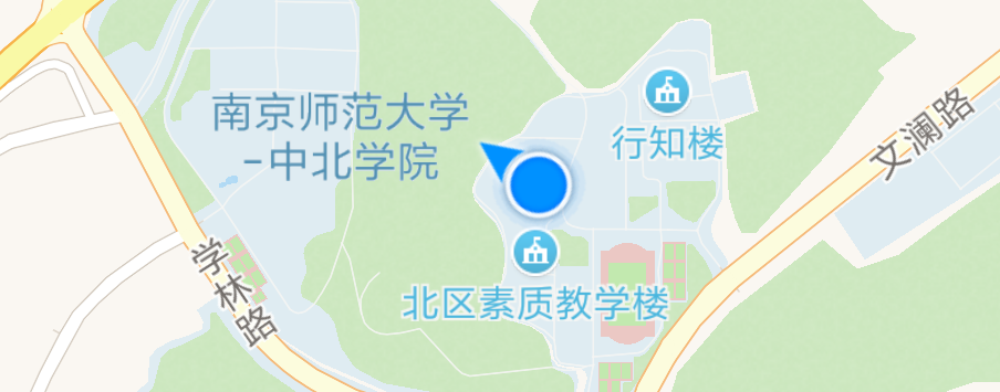 南京师范大学
-中北学院
行知楼
文澜路
北区素质教学楼
学林路